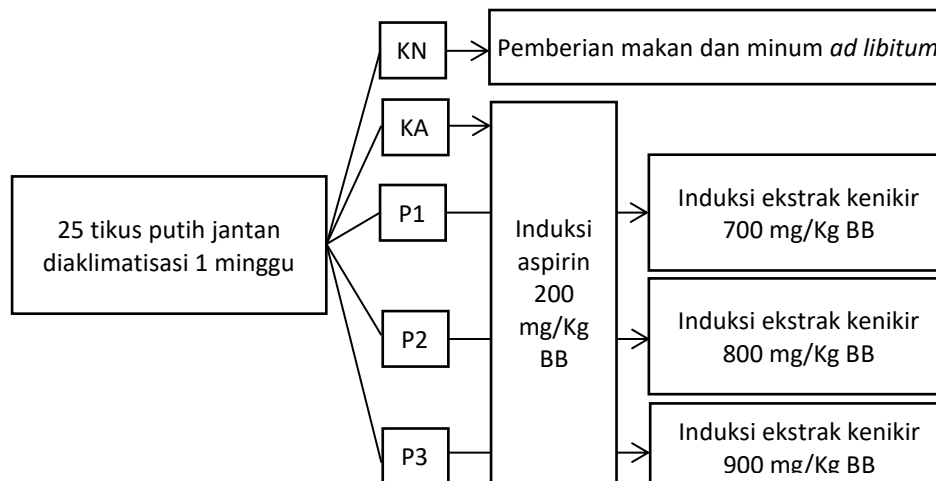 KN
Pemberian makan dan minum ad libitum
KA
25 tikus putih jantan
diaklimatisasi 1 minggu
P1
P2
P3
Induksi
aspirin
200
mg/Kg
BB
Induksi ekstrak kenikir
700 mg/Kg BB
Induksi ekstrak kenikir
800 mg/Kg BB
Induksi ekstrak kenikir
900 mg/Kg BB